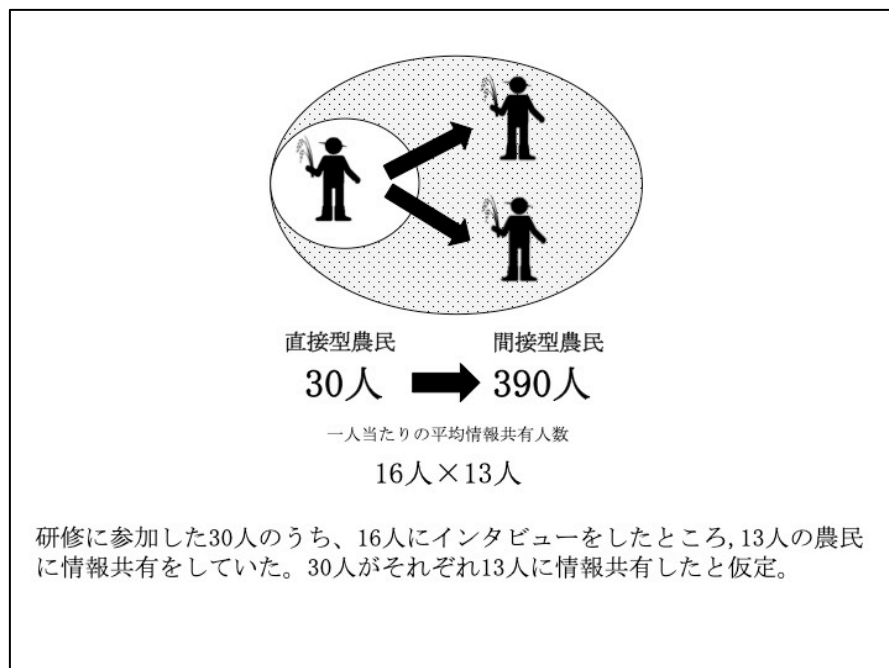 直接型農民 間接型農民
30人 390人
一人当たりの平均情報共有人数
16人×13人
研修に参加した30人のうち、16人にインタビューをしたところ,13人の農民
に情報共有をしていた。30人がそれぞれ13人に情報共有したと仮定。